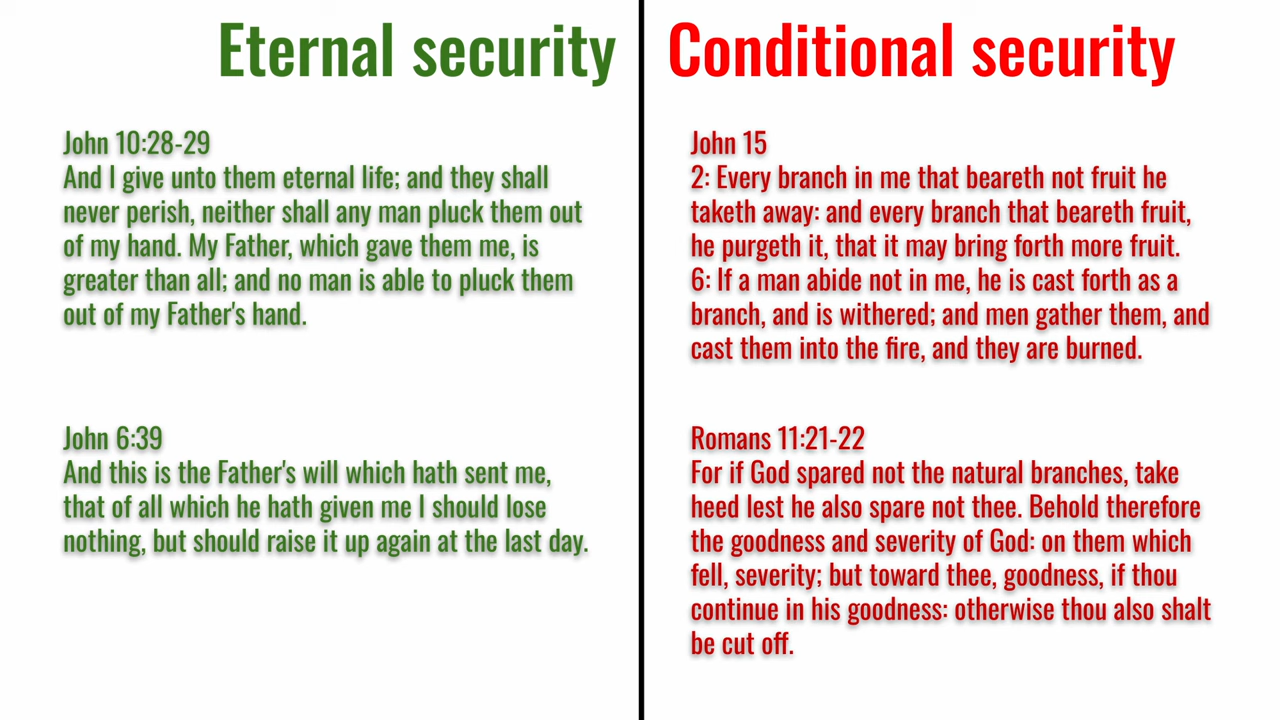 Eternal security
John 10:28-29
And I give unto them eternal life; and they shall
never perish, neither shall any man pluck them out
of my hand. My Father, which gave them me, is
greater than all; and no man is able to pluck them
out of my Father's hand.
John 6:39
And this is the Father's will which hath sent me,
that of all which he hath given me I should lose
nothing, but should raise it up again at the last day.
Conditional security
John 15
2: Every branch in me that beareth not fruit he
taketh away: and every branch that beareth fruit,
he purgeth it, that it may bring forth more fruit.
6: If a man abide not in me, he is cast forth as a
branch, and is withered; and men gather them, and
cast them into the fire, and they are burned.
Romans 11:21-22
For if God spared not the natural branches, take
heed lest he also spare not thee. Behold therefore
the goodness and severity of God: on them which
fell, severity; but toward thee, goodness, if thou
continue in his goodness: otherwise thou also shalt
be cut off.